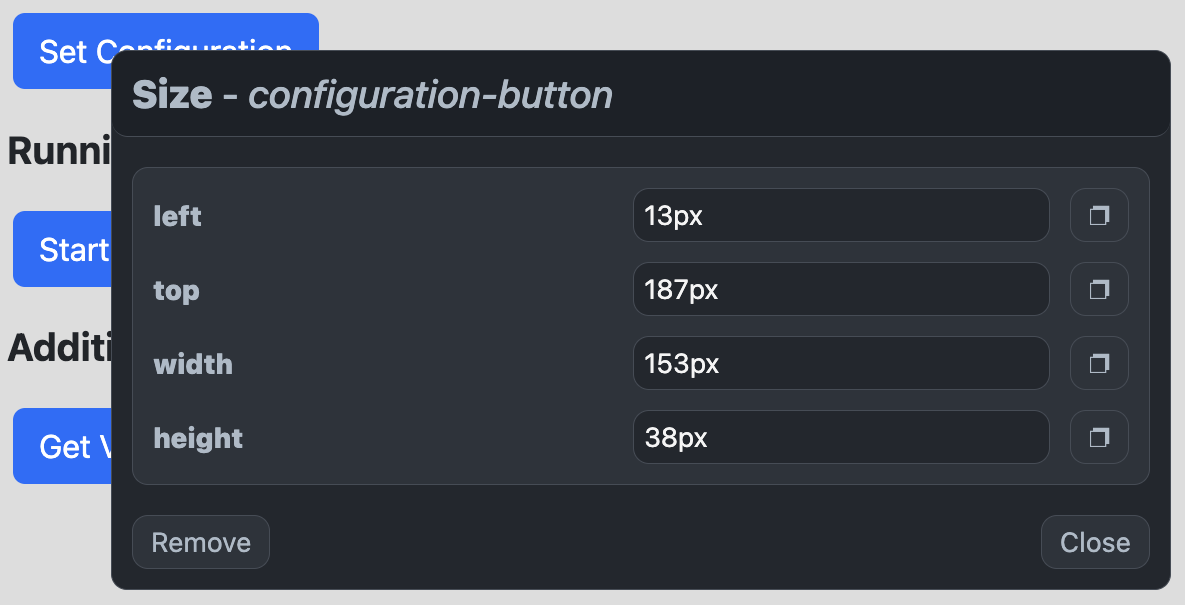 Set Configuration
Size - configuration-button
Runni
left
13px
Start
top
187px
Additi
width
153px
Get V
height
38px
Remove
Close